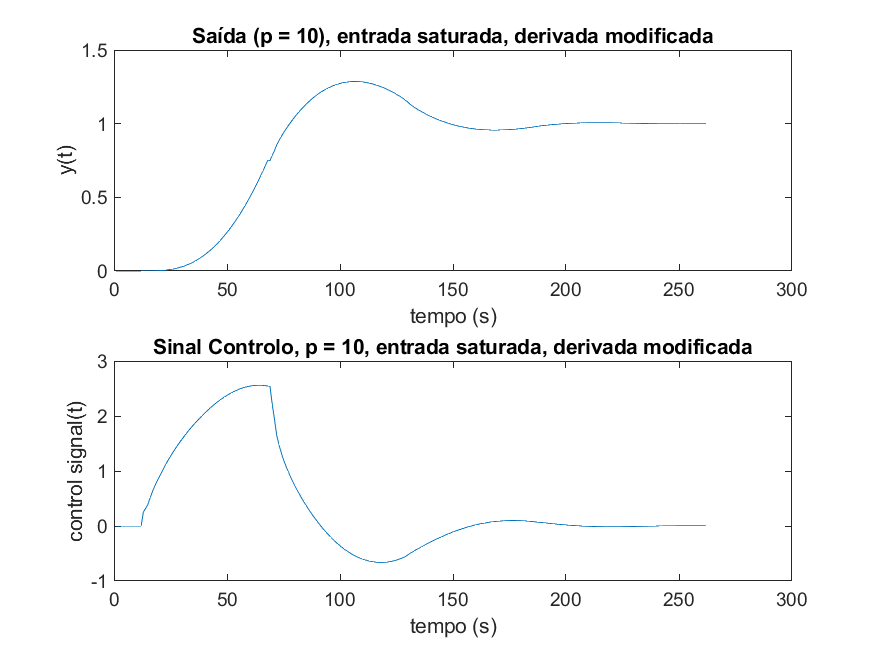 Saída (p = 10), entrada saturada, derivada modificada
1.5
1
0.5
0
y(t)
0 50 100 150 200 250 300
tempo (s)
Sinal Controlo, p = 10, entrada saturada, derivada modificada
3
2
1
0
-1
control signal(t)
0 50 100 150 200 250 300
tempo (s)